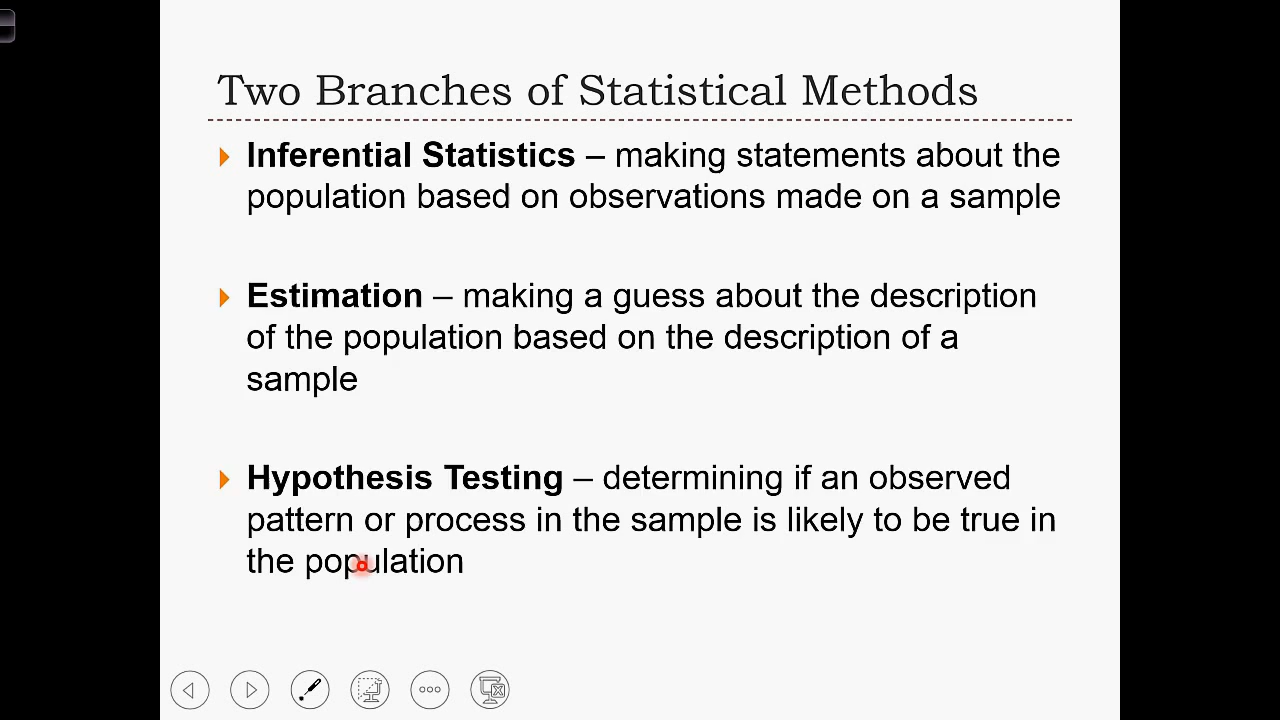 Two Branches of Statistical Methods
Inferential Statistics – making statements about the
population based on observations made on a sample
Estimation – making a guess about the description
of the population based on the description of a
sample
Hypothesis Testing – determining if an observed
pattern or process in the sample is likely to be true in
the population